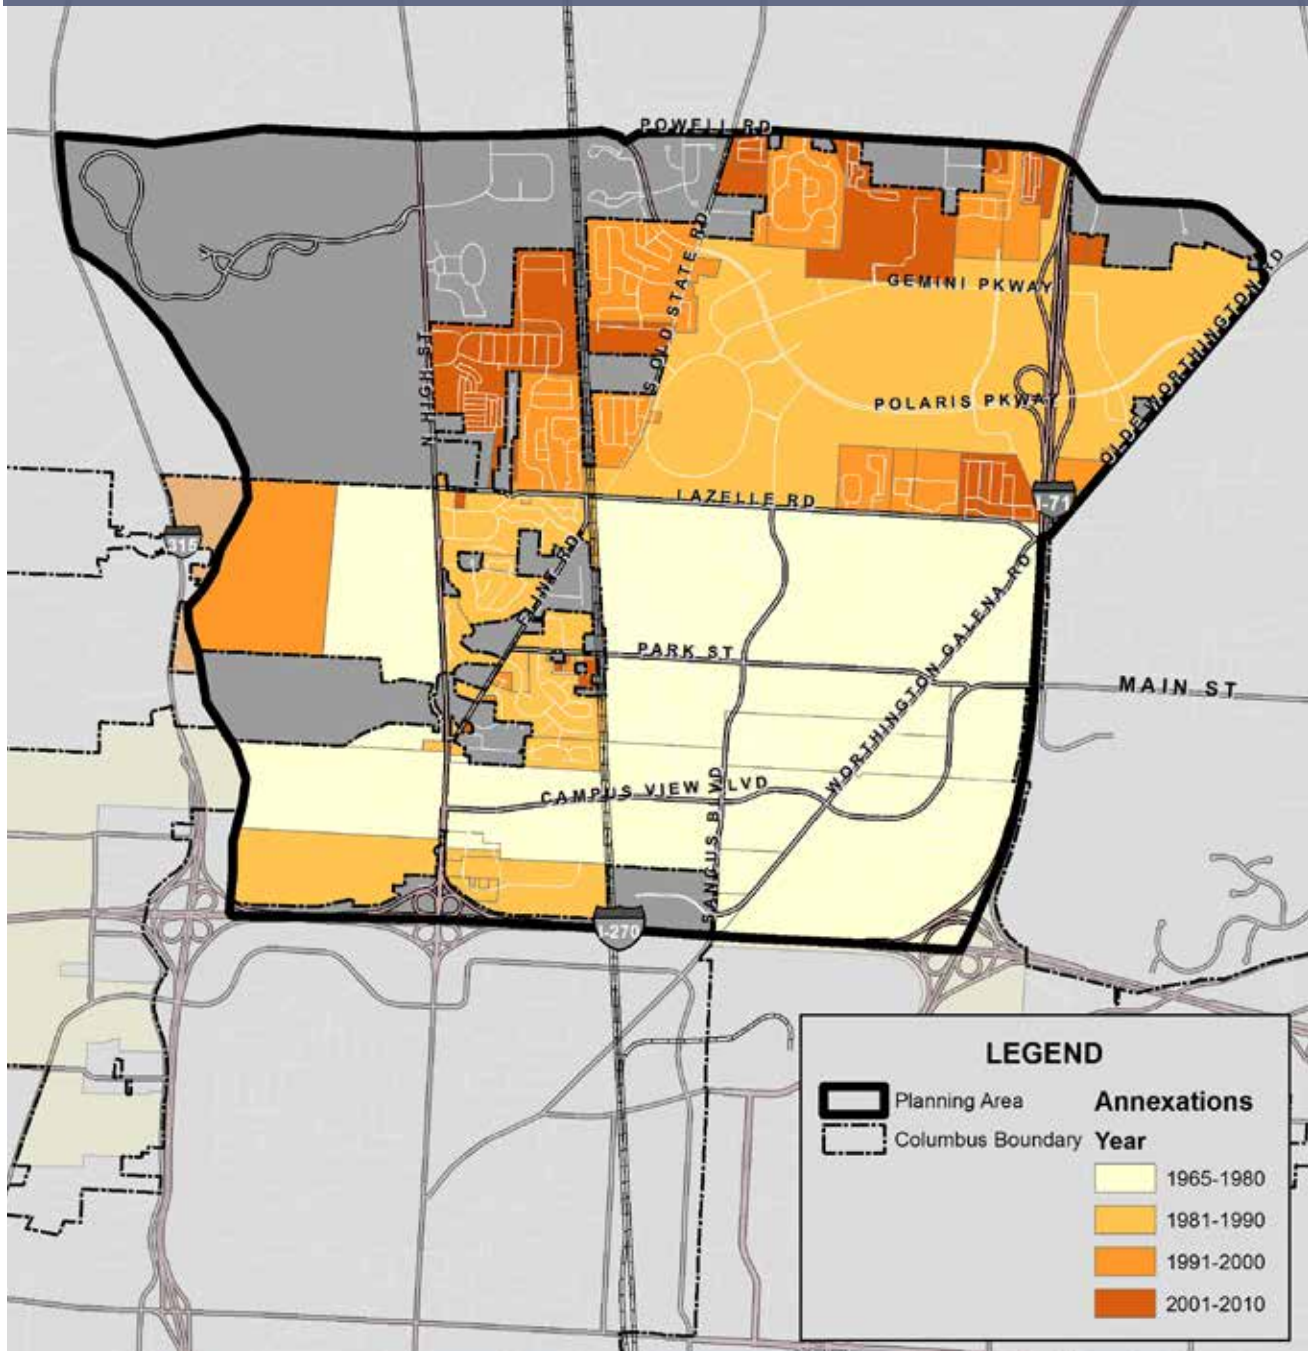 POWELL RD
GEMINI PKWAY
S OLD STATE RD
N HIGH ST
POLARIS PKWAY
OLDE WORTHINGTON RD
LAZELLE RD
I-71
315
FLINT RD
PARK ST
WORTHINGTON GALENA RD
MAIN ST
CAMPUS VIEW BLVD
SANCUS BLVD
I-270
LEGEND
Planning Area
Columbus Boundary
Annexations
Year
1965-1980
1981-1990
1991-2000
2001-2010